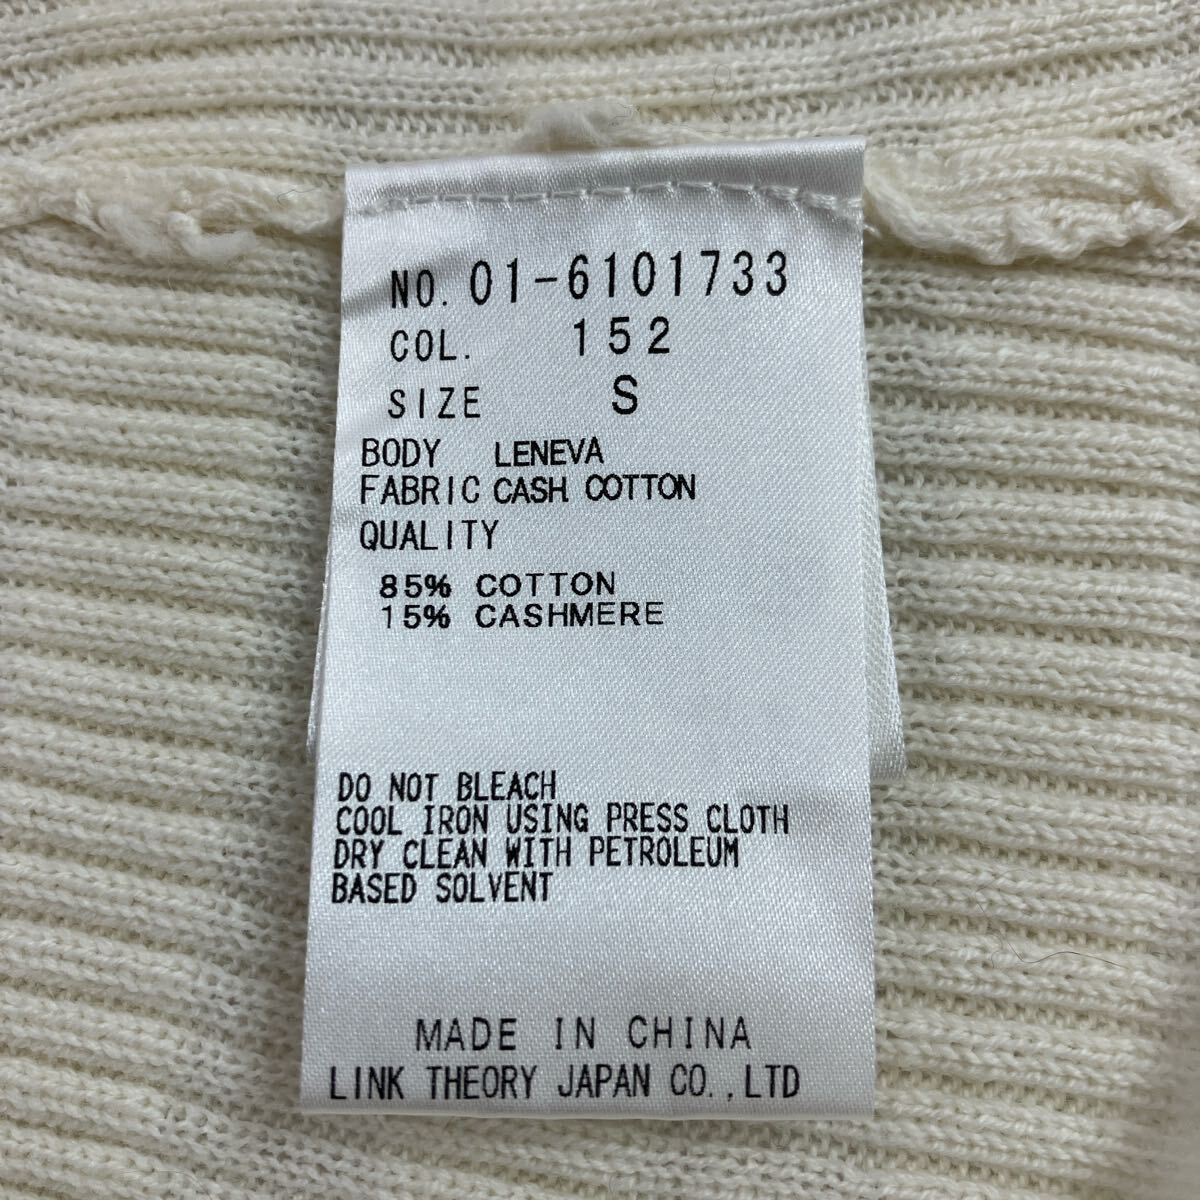 NO. 01-6101733
COL. 152
SIZE S
BODY LENEVA
FABRIC CASH COTTON
QUALITY
85% COTTON
15% CASHMERE
DO NOT BLEACH
COOL IRON USING PRESS CLOTH
DRY CLEAN WITH PETROLEUM
BASED SOLVENT
MADE IN CHINA
LINK THEORY JAPAN CO.,LTD